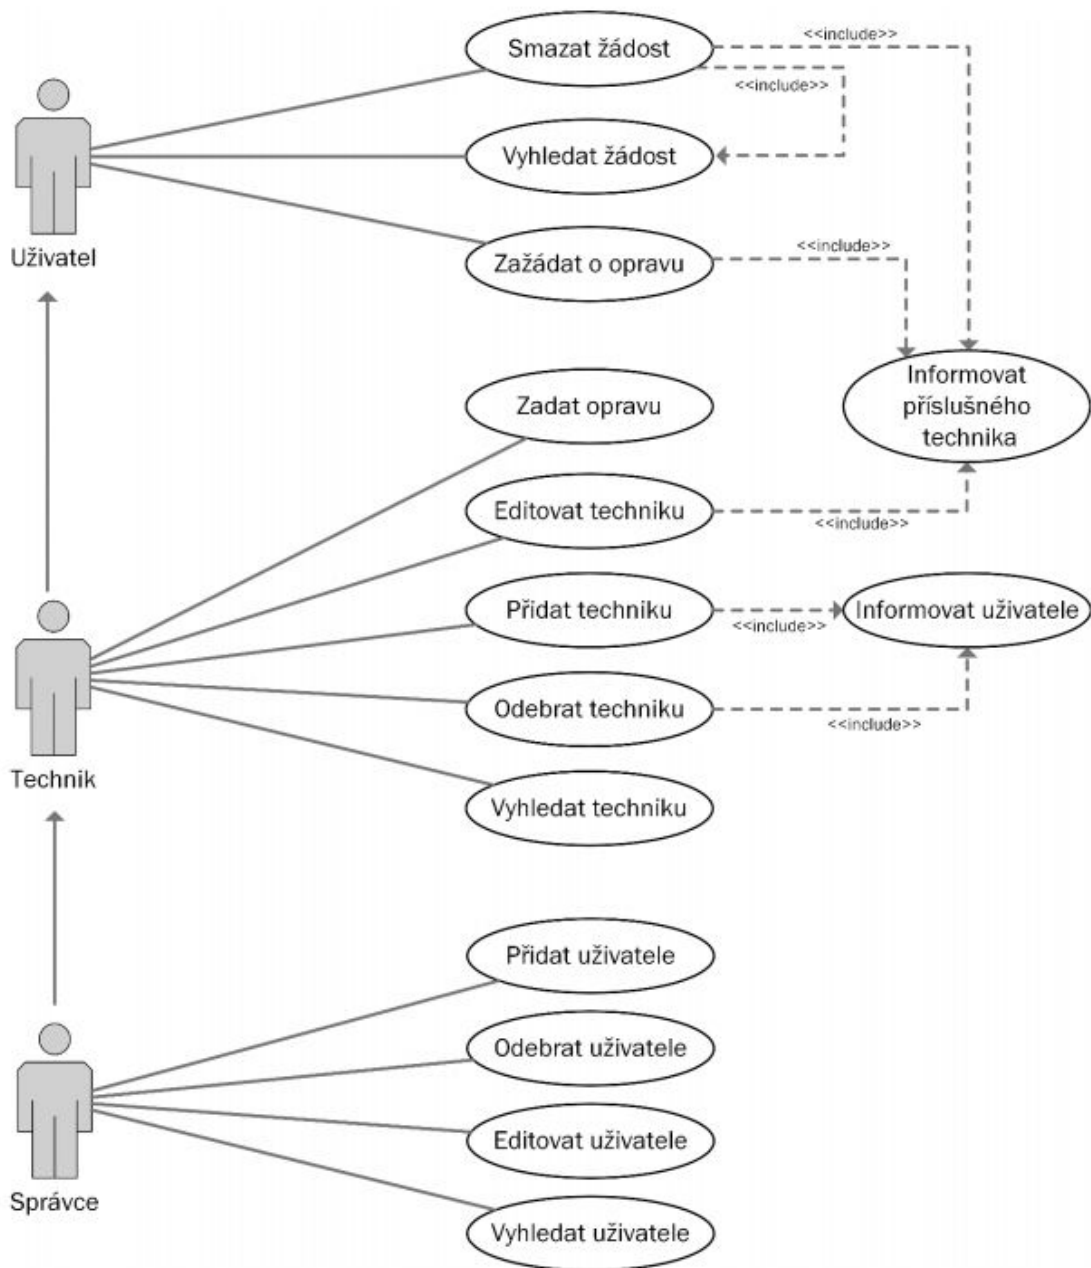 Smazat žádost
<<include>>
<<include>>
Vyhledat žádost
Uživatel
Zažádat o opravu
<<include>>
Informovat
příslušného
technika
Zadat opravu
Editovat techniku
<<include>>
Přidat techniku
<<include>>
Informovat uživatele
Odebrat techniku
<<include>>
Technik
Vyhledat techniku
Přidat uživatele
Odebrat uživatele
Editovat uživatele
Správce
Vyhledat uživatele